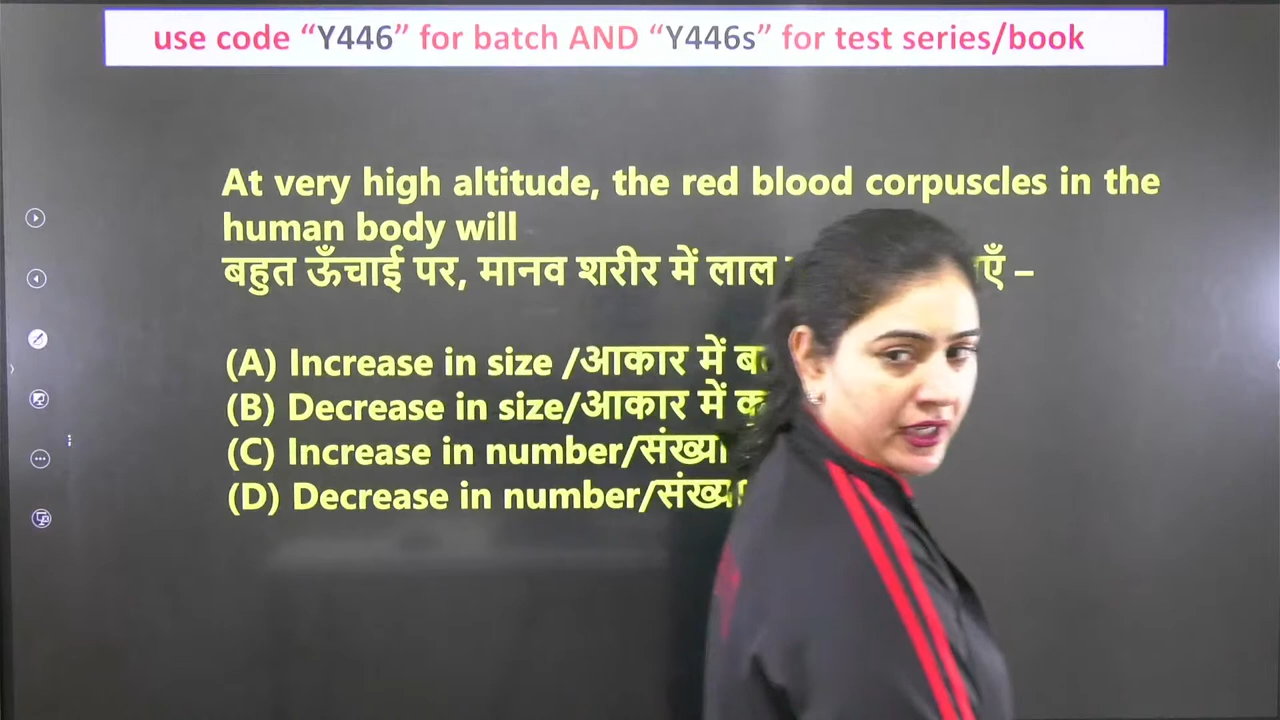 use code “Y446” for batch AND “Y446s” for test series/book
At very high altitude, the red blood corpuscles in the
human body will
बहुत ऊँचाई पर, मानव शरीर में लाल –
(A) Increase in size /आकार में
(B) Decrease in size/आकार में
(C) Increase in number/संख्या
(D) Decrease in number/संख्या